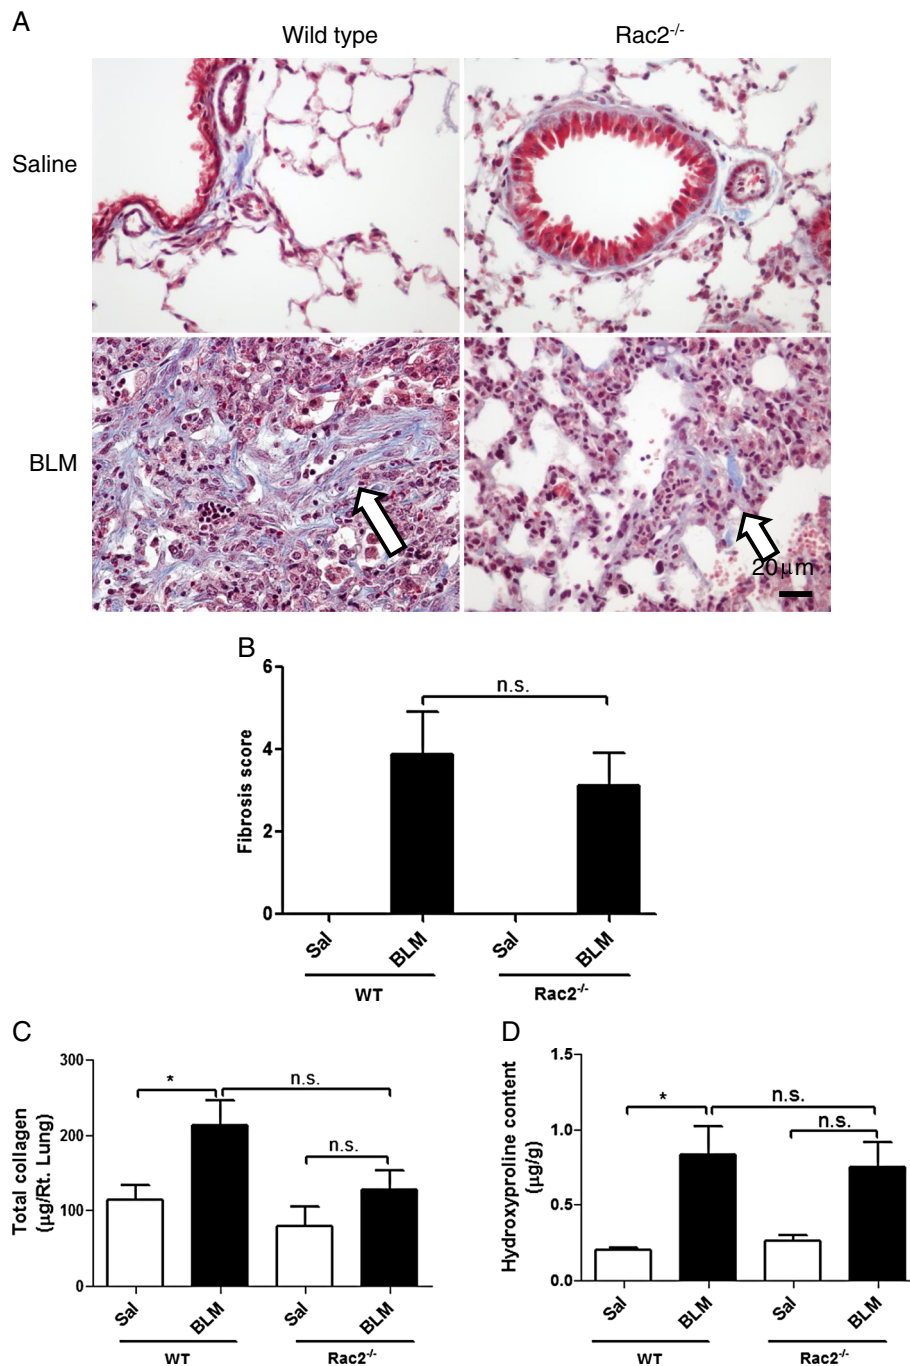 A
Wild type Rac2-/-
Saline
BLM
20μm
B
6
n.s.
4
Fibrosis score
2
0
Sal BLM Sal BLM
WT Rac2-/-
C
300
* n.s.
200
n.s.
Total collagen
(μg/Rt. Lung)
100
0
Sal BLM Sal BLM
WT Rac2-/-
D
1.5
* n.s.
n.s.
1.0
Hydroxyproline content
(μg/g)
0.5
0.0
Sal BLM Sal BLM
WT Rac2-/-